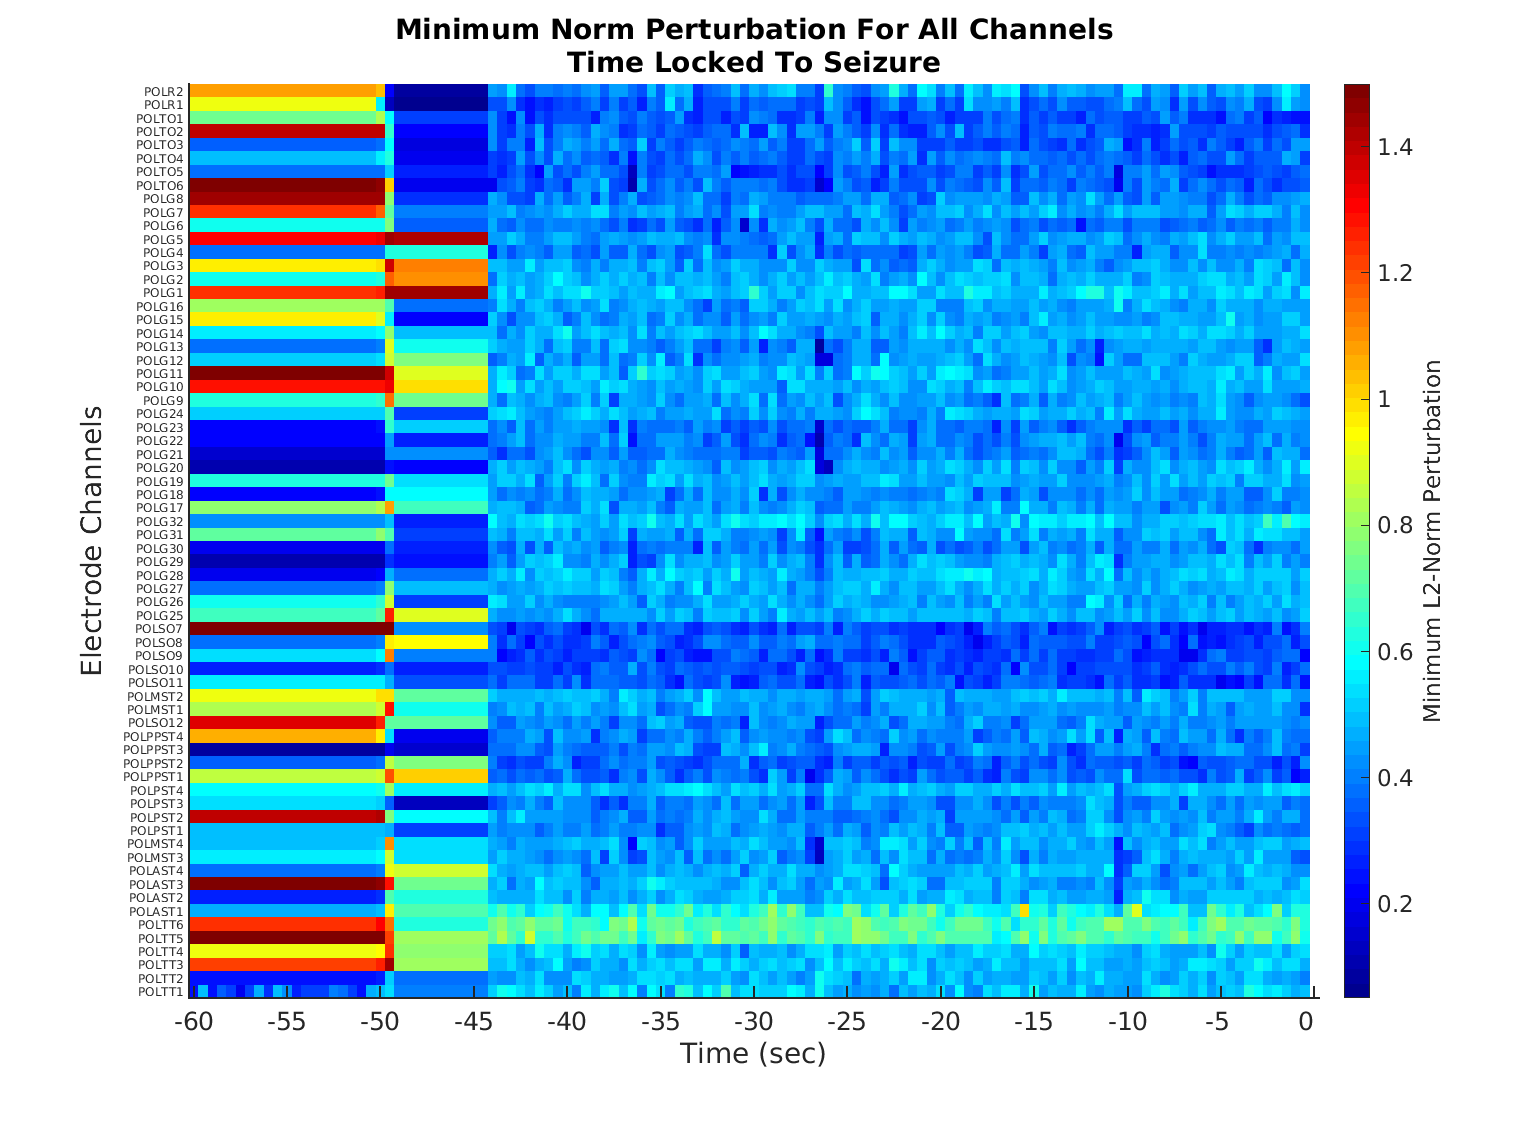 Minimum Norm Perturbation For All Channels
Time Locked To Seizure
Electrode Channels
POLR2
POLR1
POLTO1
POLTO2
POLTO3
POLTO4
POLTO5
POLTO6
POLG8
POLG7
POLG6
POLG5
POLG4
POLG3
POLG2
POLG1
POLG16
POLG15
POLG14
POLG13
POLG12
POLG11
POLG10
POLG9
POLG24
POLG23
POLG22
POLG21
POLG20
POLG19
POLG18
POLG17
POLG32
POLG31
POLG30
POLG29
POLG28
POLG27
POLG26
POLG25
POLSO7
POLSO8
POLSO9
POLSO10
POLSO11
POLMST2
POLMST1
POLSO12
POLPPST4
POLPPST3
POLPPST2
POLPPST1
POLPST4
POLPST3
POLPST2
POLPST1
POLMST4
POLMST3
POLAST4
POLAST3
POLAST2
POLAST1
POLTT6
POLTT5
POLTT4
POLTT3
POLTT2
POLTT1
-60 -55 -50 -45 -40 -35 -30 -25 -20 -15 -10 -5 0
Time (sec)
1.4
1.2
1
0.8
0.6
0.4
0.2
Minimum L2-Norm Perturbation